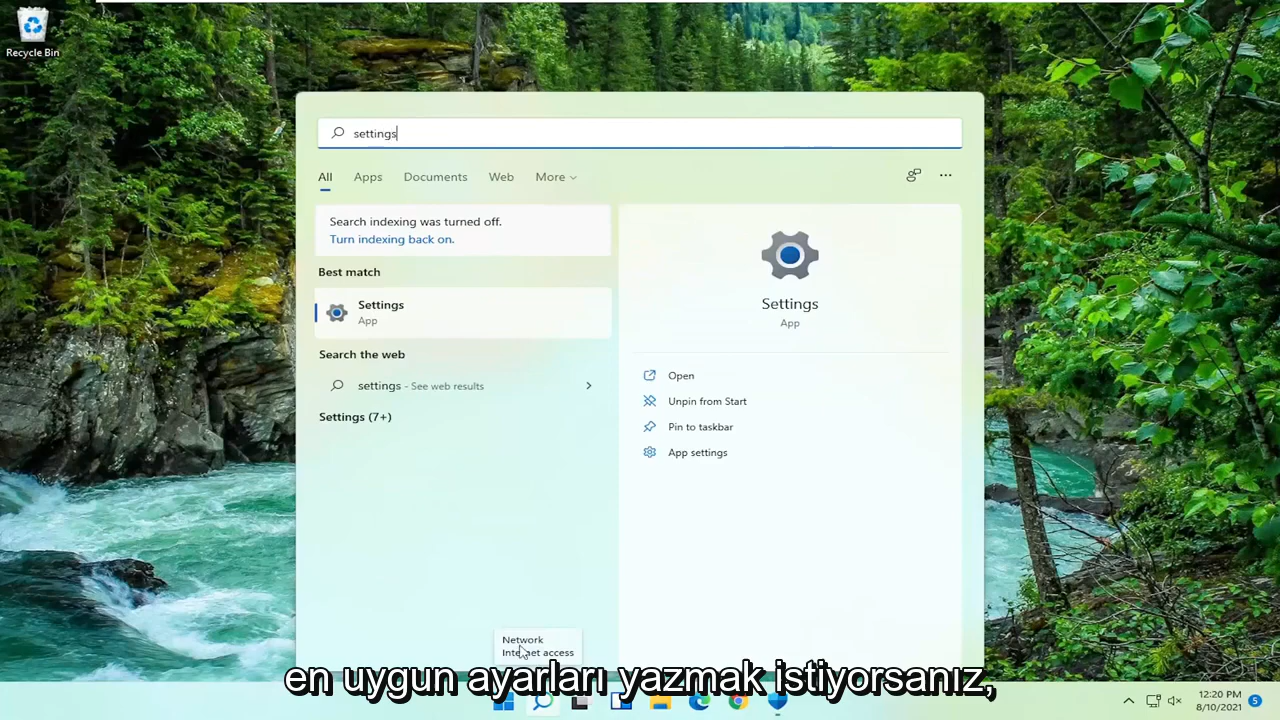 Recycle Bin
settings
All Apps Documents Web More
Search indexing was turned off.
Turn indexing back on.
Best match
Settings
App
Search the web
settings - See web results
Settings (7+)
Settings
App
Open
Unpin from Start
Pin to taskbar
App settings
Network
Internet access
en uygun ayarları yazmak istiyorsanız,
12:20 PM
8/10/2021
5